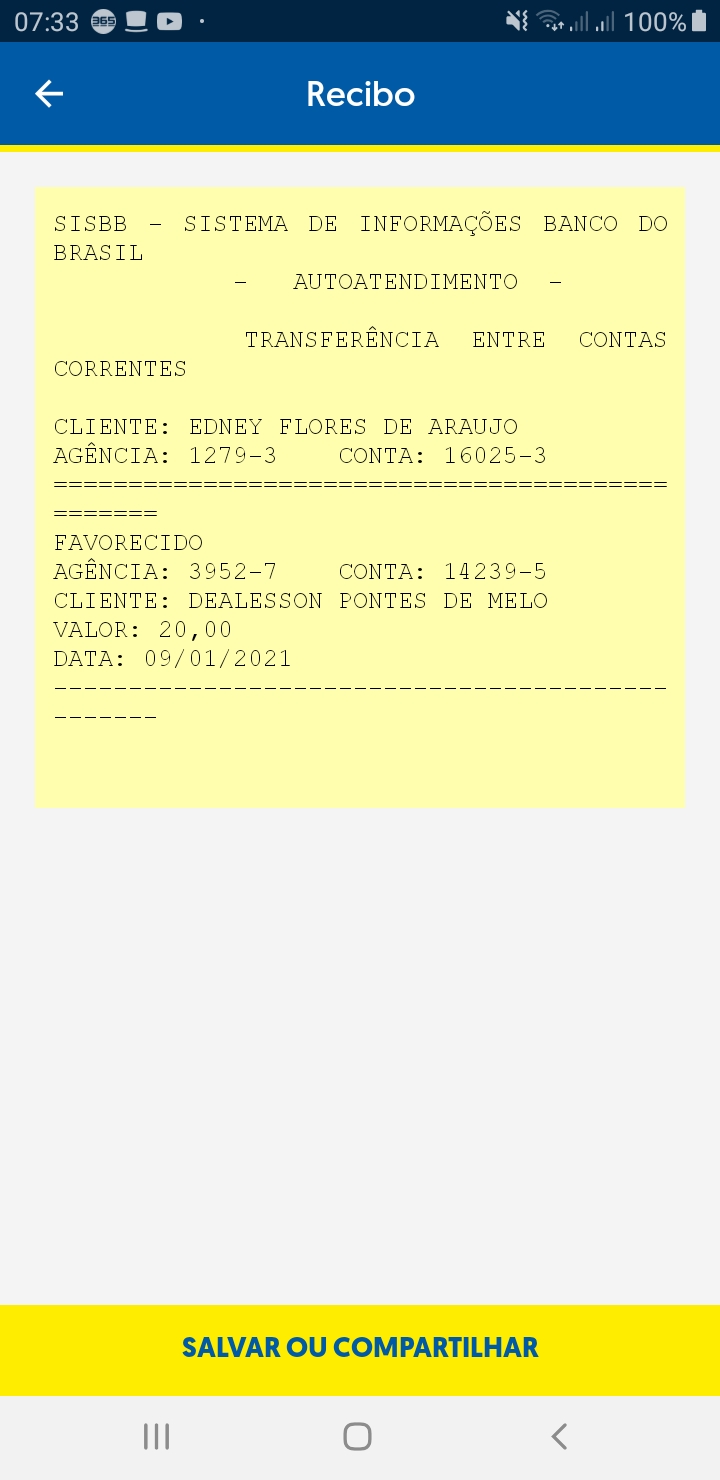 07:33 365 100%
Recibo
SISBB - SISTEMA DE INFORMAÇÕES BANCO DO
BRASIL
- AUTOATENDIMENTO -
TRANSFERÊNCIA ENTRE CONTAS
CORRENTES
CLIENTE: EDNEY FLORES DE ARAUJO
AGÊNCIA: 1279-3 CONTA: 16025-3
=========================================
=======
FAVORECIDO
AGÊNCIA: 3952-7 CONTA: 14239-5
CLIENTE: DEALESSON PONTES DE MELO
VALOR: 20,00
DATA: 09/01/2021
-----------------------------------------
-------
SALVAR OU COMPARTILHAR